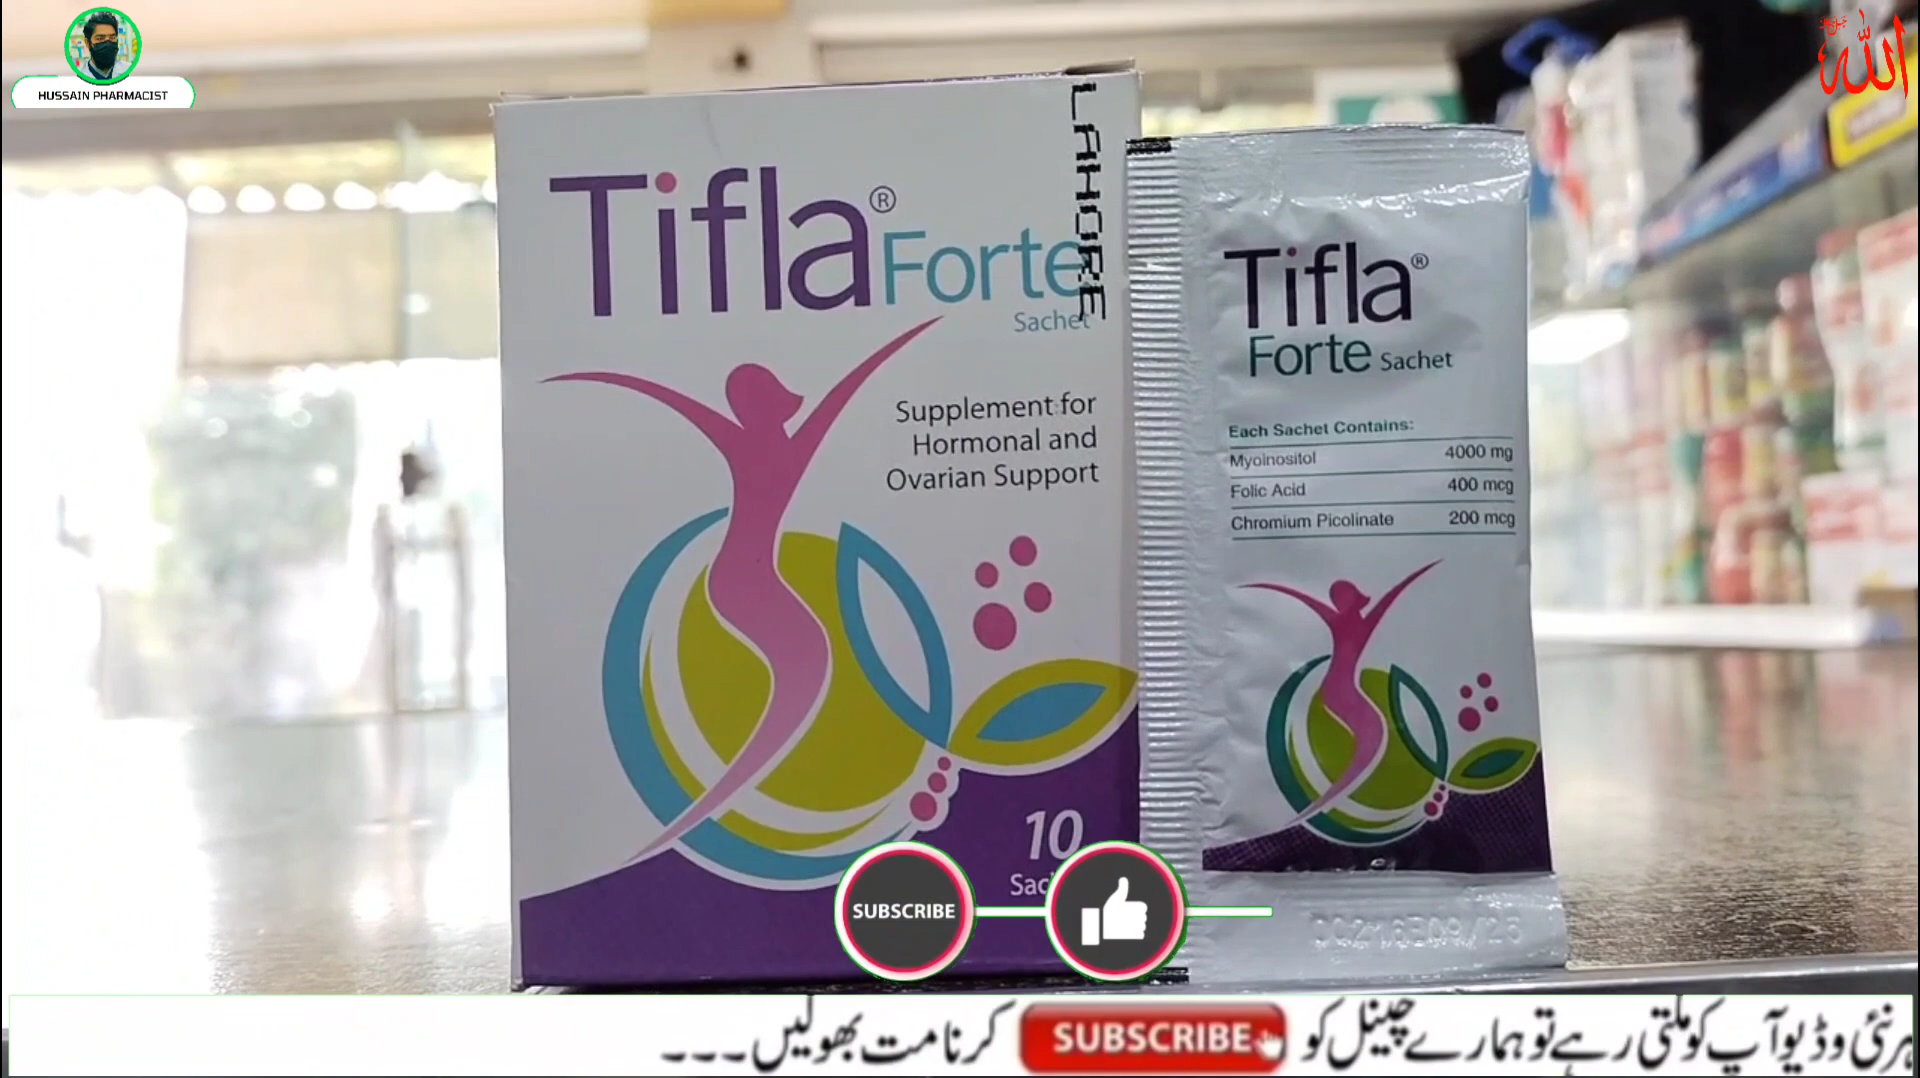 HUSSAIN PHARMACIST
الله
Tifla®
Forte
Sachet
LAHORE
Supplement for
Hormonal and
Ovarian Support
10
Tifla®
Forte Sachet
Each Sachet Contains:
Myoinositol 4000 mg
Folic Acid 400 mcg
Chromium Picolinate 200 mcg
SUBSCRIBE
ہر نئی وڈیو آپ کو ملتی رہے تو ہمارے چینل کو SUBSCRIBE کرنا مت بھولیں۔۔۔